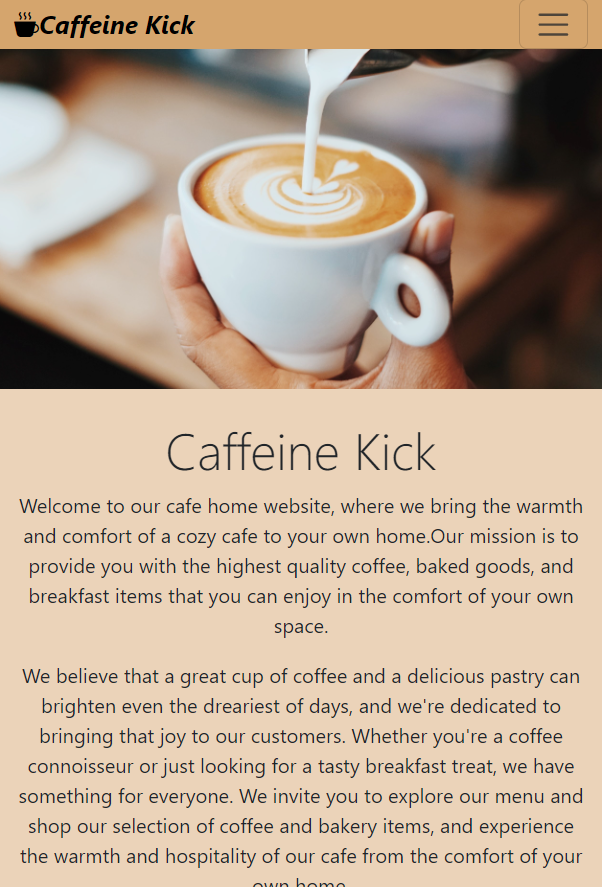 Caffeine Kick
Caffeine Kick
Welcome to our cafe home website, where we bring the warmth
and comfort of a cozy cafe to your own home.Our mission is to
provide you with the highest quality coffee, baked goods, and
breakfast items that you can enjoy in the comfort of your own
space.
We believe that a great cup of coffee and a delicious pastry can
brighten even the dreariest of days, and we're dedicated to
bringing that joy to our customers. Whether you're a coffee
connoisseur or just looking for a tasty breakfast treat, we have
something for everyone. We invite you to explore our menu and
shop our selection of coffee and bakery items, and experience
the warmth and hospitality of our cafe from the comfort of your
own home